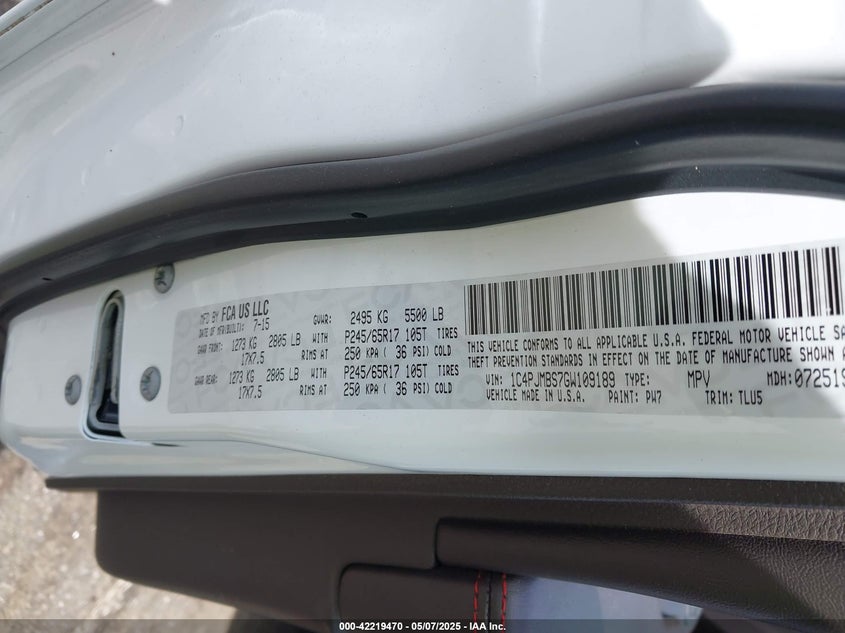 MFD BY FCA US LLC
DATE OF MFR(BUILT): 7-15 GVWR: 2495 KG 5500 LB
GAWR FRONT: 1273 KG 2805 LB WITH P245/65R17 105T TIRES
17X7.5 RIMS AT 250 KPA ( 36 PSI) COLD
GAWR REAR: 1273 KG 2805 LB WITH P245/65R17 105T TIRES
17X7.5 RIMS AT 250 KPA ( 36 PSI) COLD
THIS VEHICLE CONFORMS TO ALL APPLICABLE U.S.A. FEDERAL MOTOR VEHICLE SA
THEFT PREVENTION STANDARDS IN EFFECT ON THE DATE OF MANUFACTURE SHOWN A
VIN: 1C4PJMBS7GW109189 TYPE: MPV MDH:072519
VEHICLE MADE IN U.S.A. PAINT: PW7 TRIM: TLU5
000-42219470 - 05/07/2025 - IAA Inc.